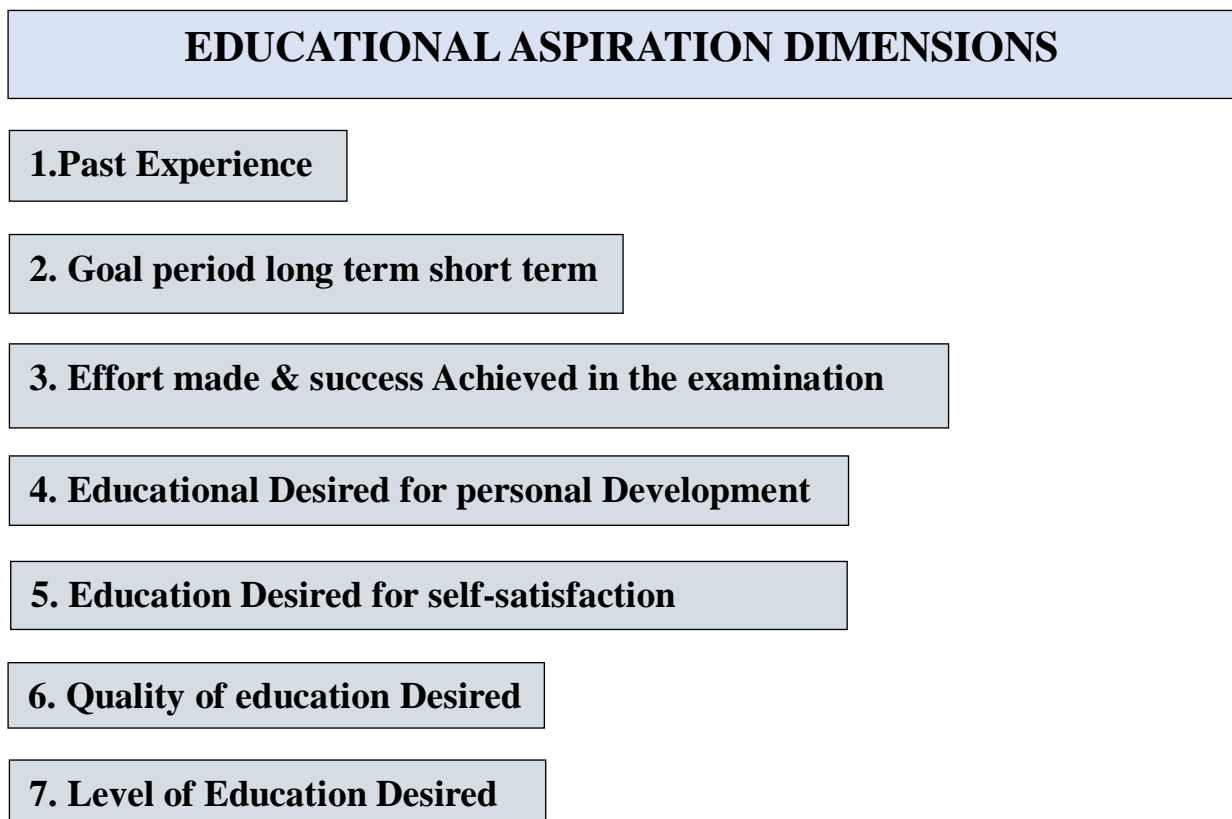 EDUCATIONAL ASPIRATION DIMENSIONS
1.Past Experience
2. Goal period long term short term
3. Effort made & success Achieved in the examination
4. Educational Desired for personal Development
5. Education Desired for self-satisfaction
6. Quality of education Desired
7. Level of Education Desired